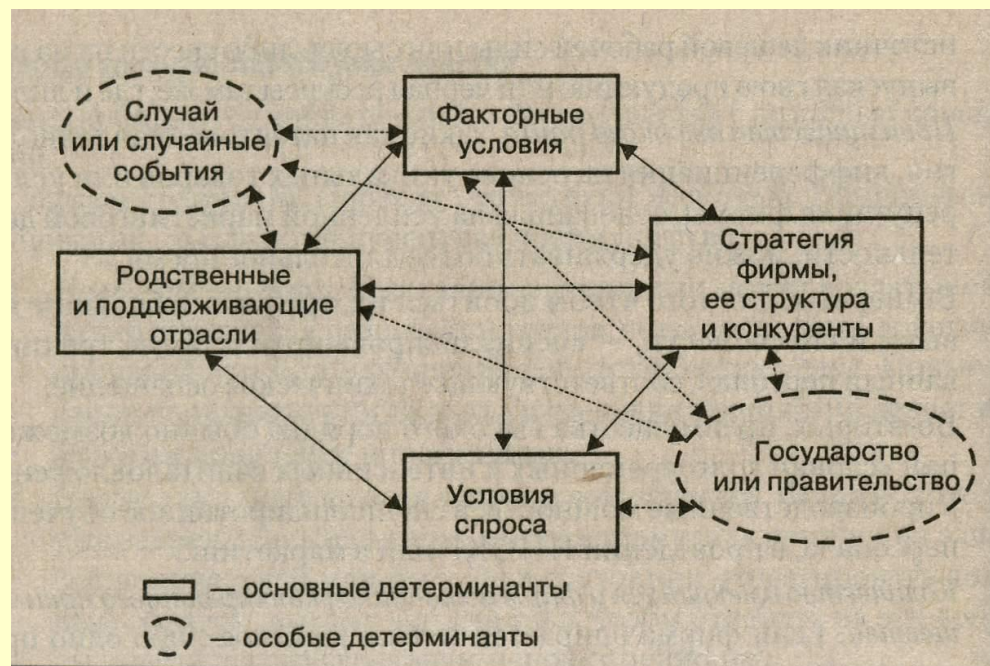 Случай
или случайные
события
Факторные
условия
Родственные
и поддерживающие
отрасли
Стратегия
фирмы,
ее структура
и конкуренты
Условия
спроса
Государство
или правительство
— основные детерминанты
— особые детерминанты